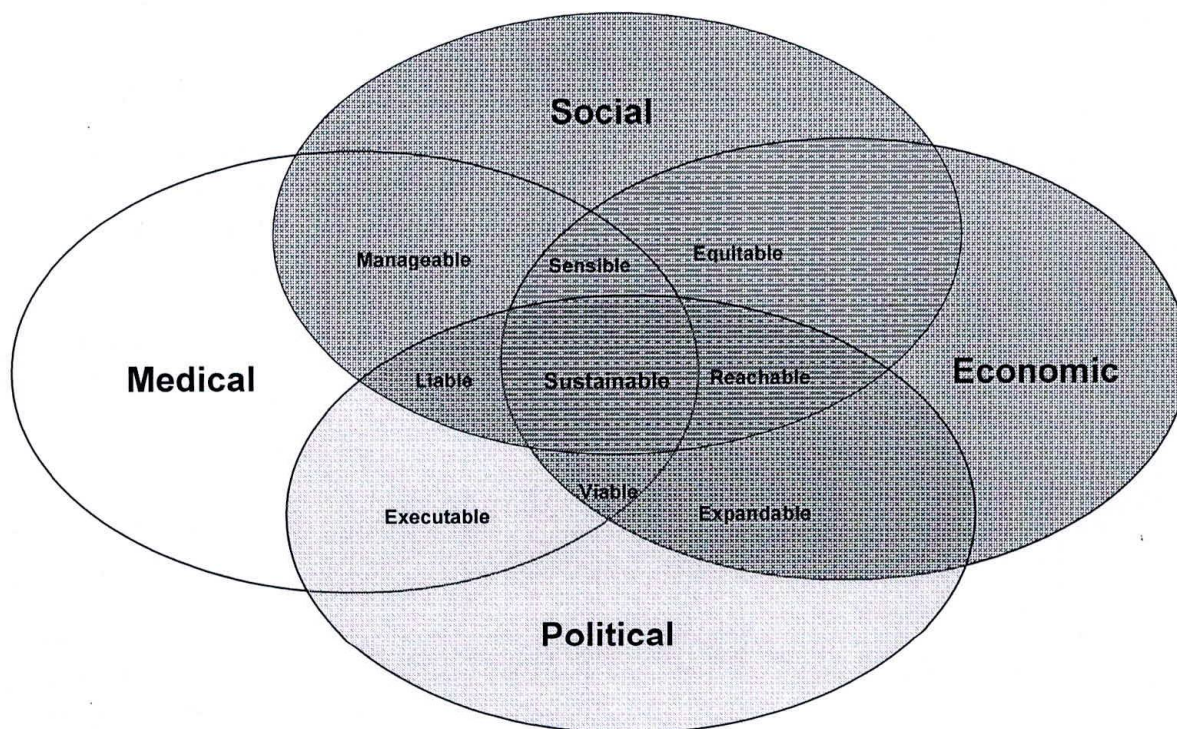 Social
Manageable
Sensible
Equitable
Medical
Liable
Sustainable
Reachable
Economic
Viable
Executable
Expandable
Political